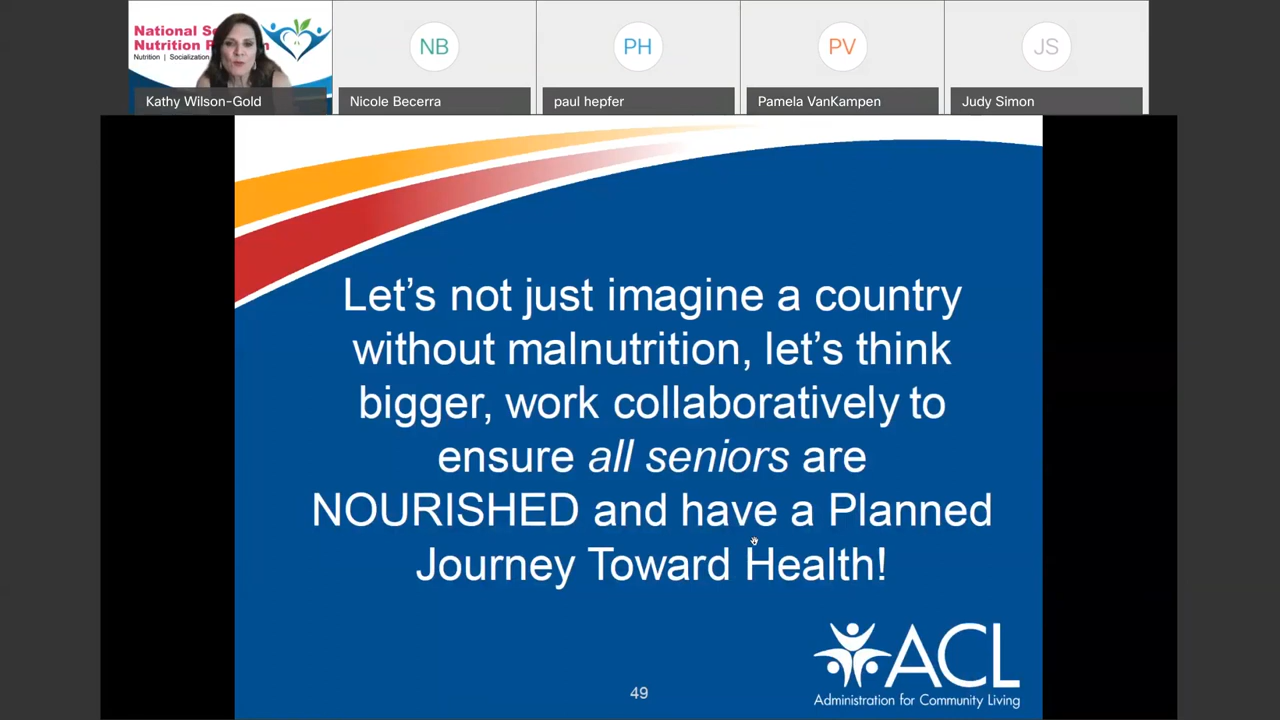 National Se
Nutrition P m
Nutrition | Socialization
Kathy Wilson-Gold
NB
Nicole Becerra
PH
paul hepfer
PV
Pamela VanKampen
JS
Judy Simon
Let’s not just imagine a country
without malnutrition, let’s think
bigger, work collaboratively to
ensure all seniors are
NOURISHED and have a Planned
Journey Toward Health!
ACL
Administration for Community Living
49